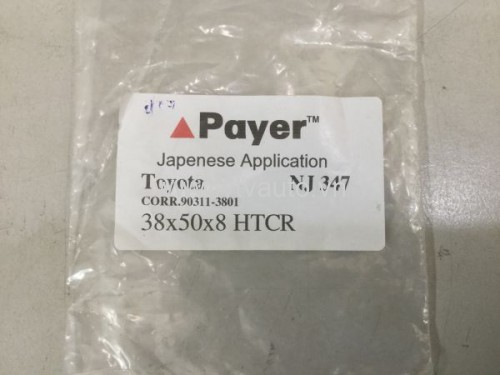 Payer™
Japenese Application
Toyota NJ 347
CORR.90311-3801
38x50x8 HTCR